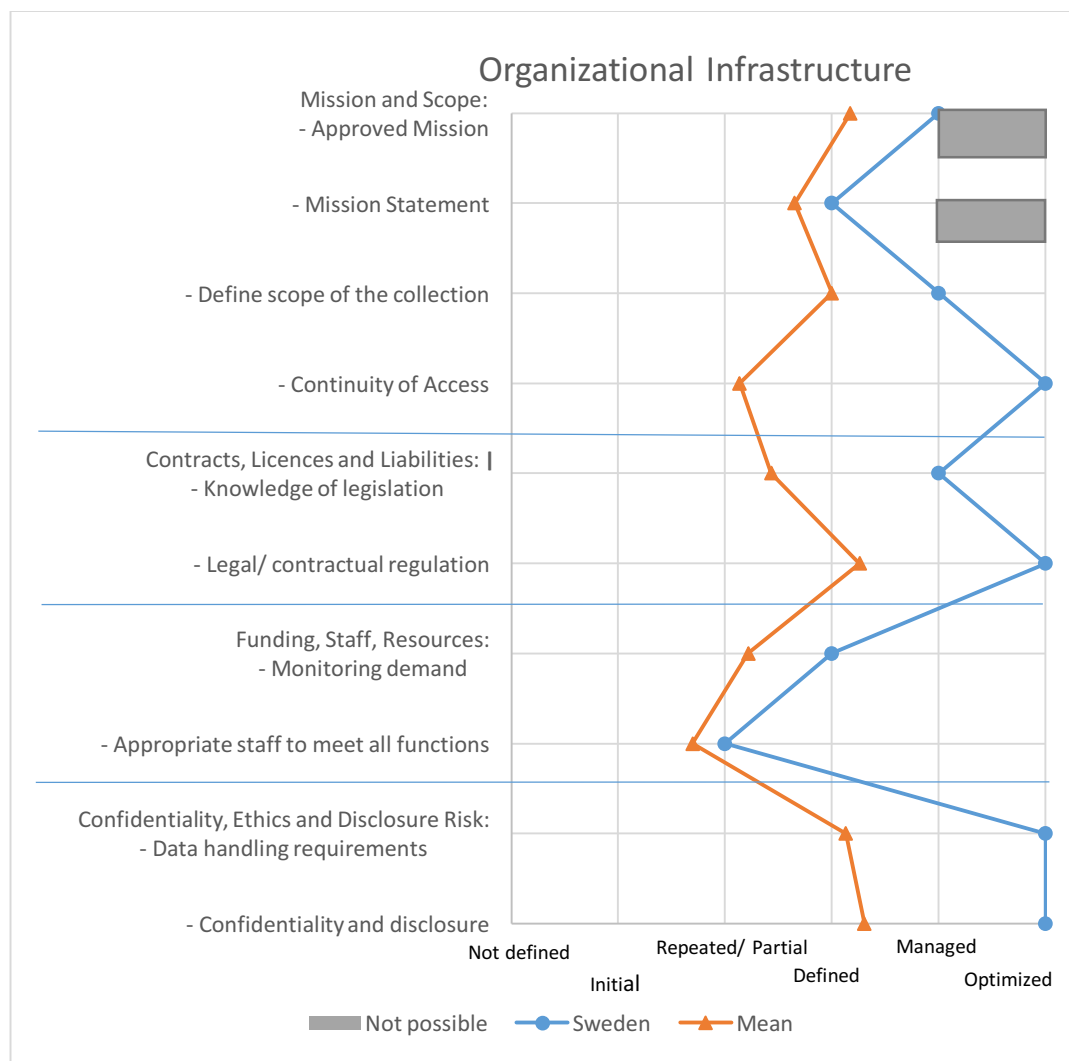 Organizational Infrastructure
Mission and Scope:
- Approved Mission
- Mission Statement
- Define scope of the collection
- Continuity of Access
Contracts, Licences and Liabilities: |
- Knowledge of legislation
- Legal/ contractual regulation
Funding, Staff, Resources:
- Monitoring demand
- Appropriate staff to meet all functions
Confidentiality, Ethics and Disclosure Risk:
- Data handling requirements
- Confidentiality and disclosure
Not defined
Initial
Repeated/ Partial
Defined
Managed
Optimized
Not possible
Sweden
Mean